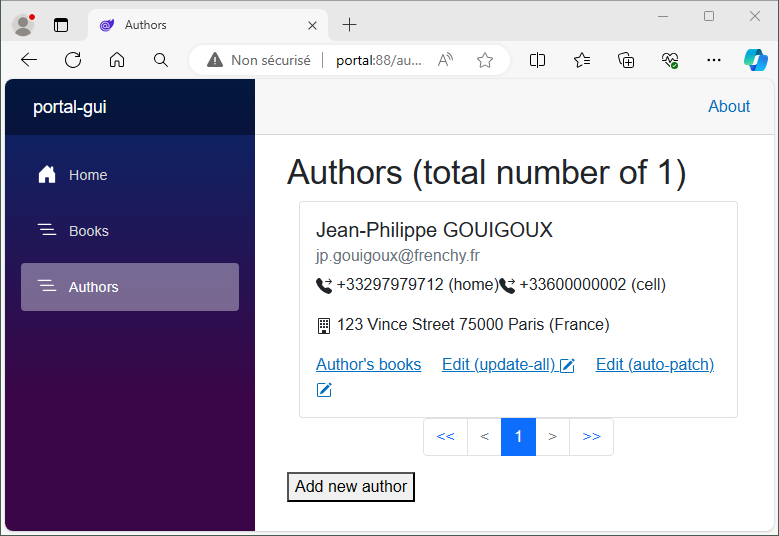 Authors
Non sécurisé portal:88/au...
portal-gui
About
Home
Books
Authors
Authors (total number of 1)
Jean-Philippe GOUIGOUX
jp.gouigoux@frenchy.fr
+33297979712 (home) +33600000002 (cell)
123 Vince Street 75000 Paris (France)
Author's books Edit (update-all) Edit (auto-patch)
<< < 1 > >>
Add new author